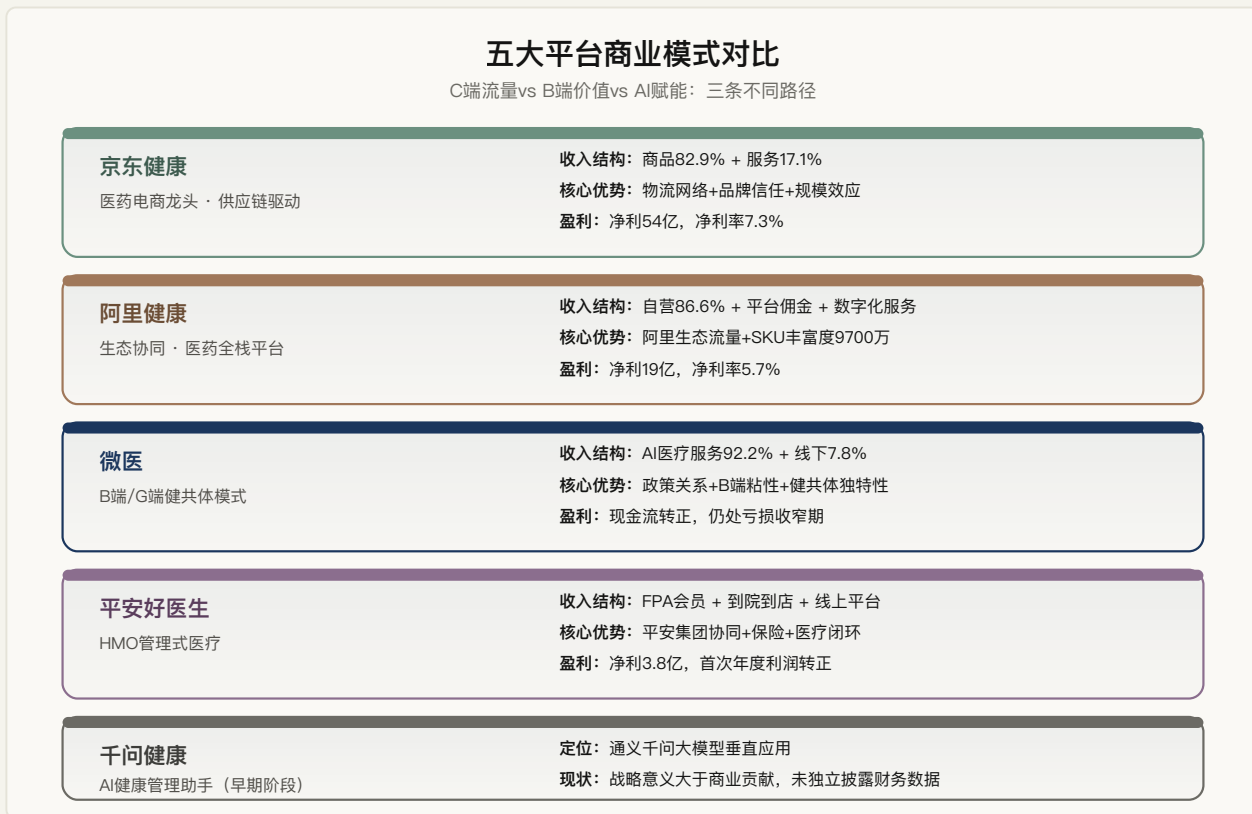 五大平台商业模式对比
C端流量vs B端价值vs AI赋能：三条不同路径
京东健康
医药电商龙头 · 供应链驱动
收入结构：商品82.9% + 服务17.1%
核心优势：物流网络+品牌信任+规模效应
盈利：净利54亿，净利率7.3%
阿里健康
生态协同 · 医药全栈平台
收入结构：自营86.6% + 平台佣金 + 数字化服务
核心优势：阿里生态流量+SKU丰富度9700万
盈利：净利19亿，净利率5.7%
微医
B端/G端健共体模式
收入结构：AI医疗服务92.2% + 线下7.8%
核心优势：政策关系+B端粘性+健共体独特性
盈利：现金流转正，仍处亏损收窄期
平安好医生
HMO管理式医疗
收入结构：FPA会员 + 到院到店 + 线上平台
核心优势：平安集团协同+保险+医疗闭环
盈利：净利3.8亿，首次年度利润转正
千问健康
AI健康管理助手（早期阶段）
定位：通义千问大模型垂直应用
现状：战略意义大于商业贡献，未独立披露财务数据